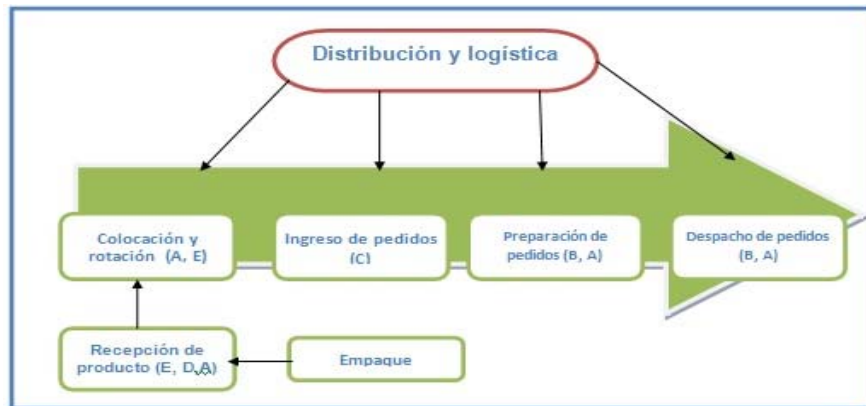 Distribución y logística
Colocación y
rotación (A, E)
Ingreso de pedidos
(C)
Preparación de
pedidos (B, A)
Despacho de pedidos
(B, A)
Recepción de
producto (E, D,A)
Empaque